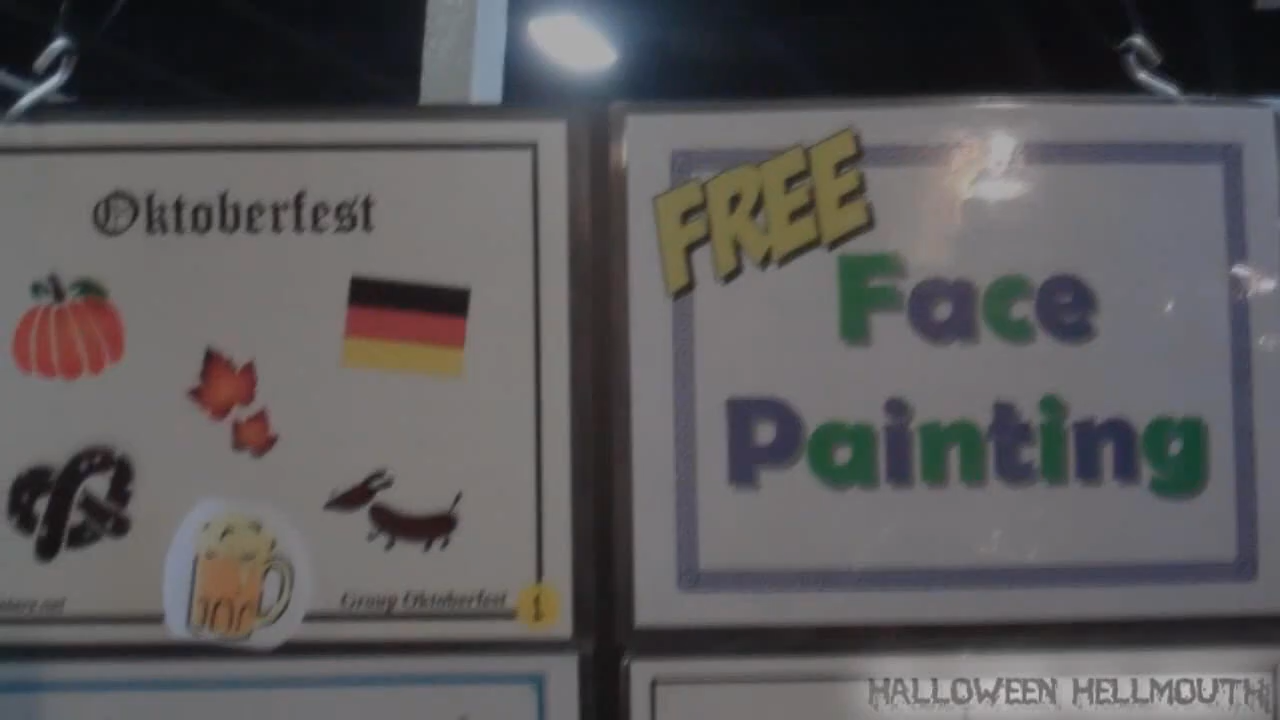 Oktoberfest
Group Oktoberfest
1
FREE
Face
Painting
HALLOWEEN HELLMOUTH